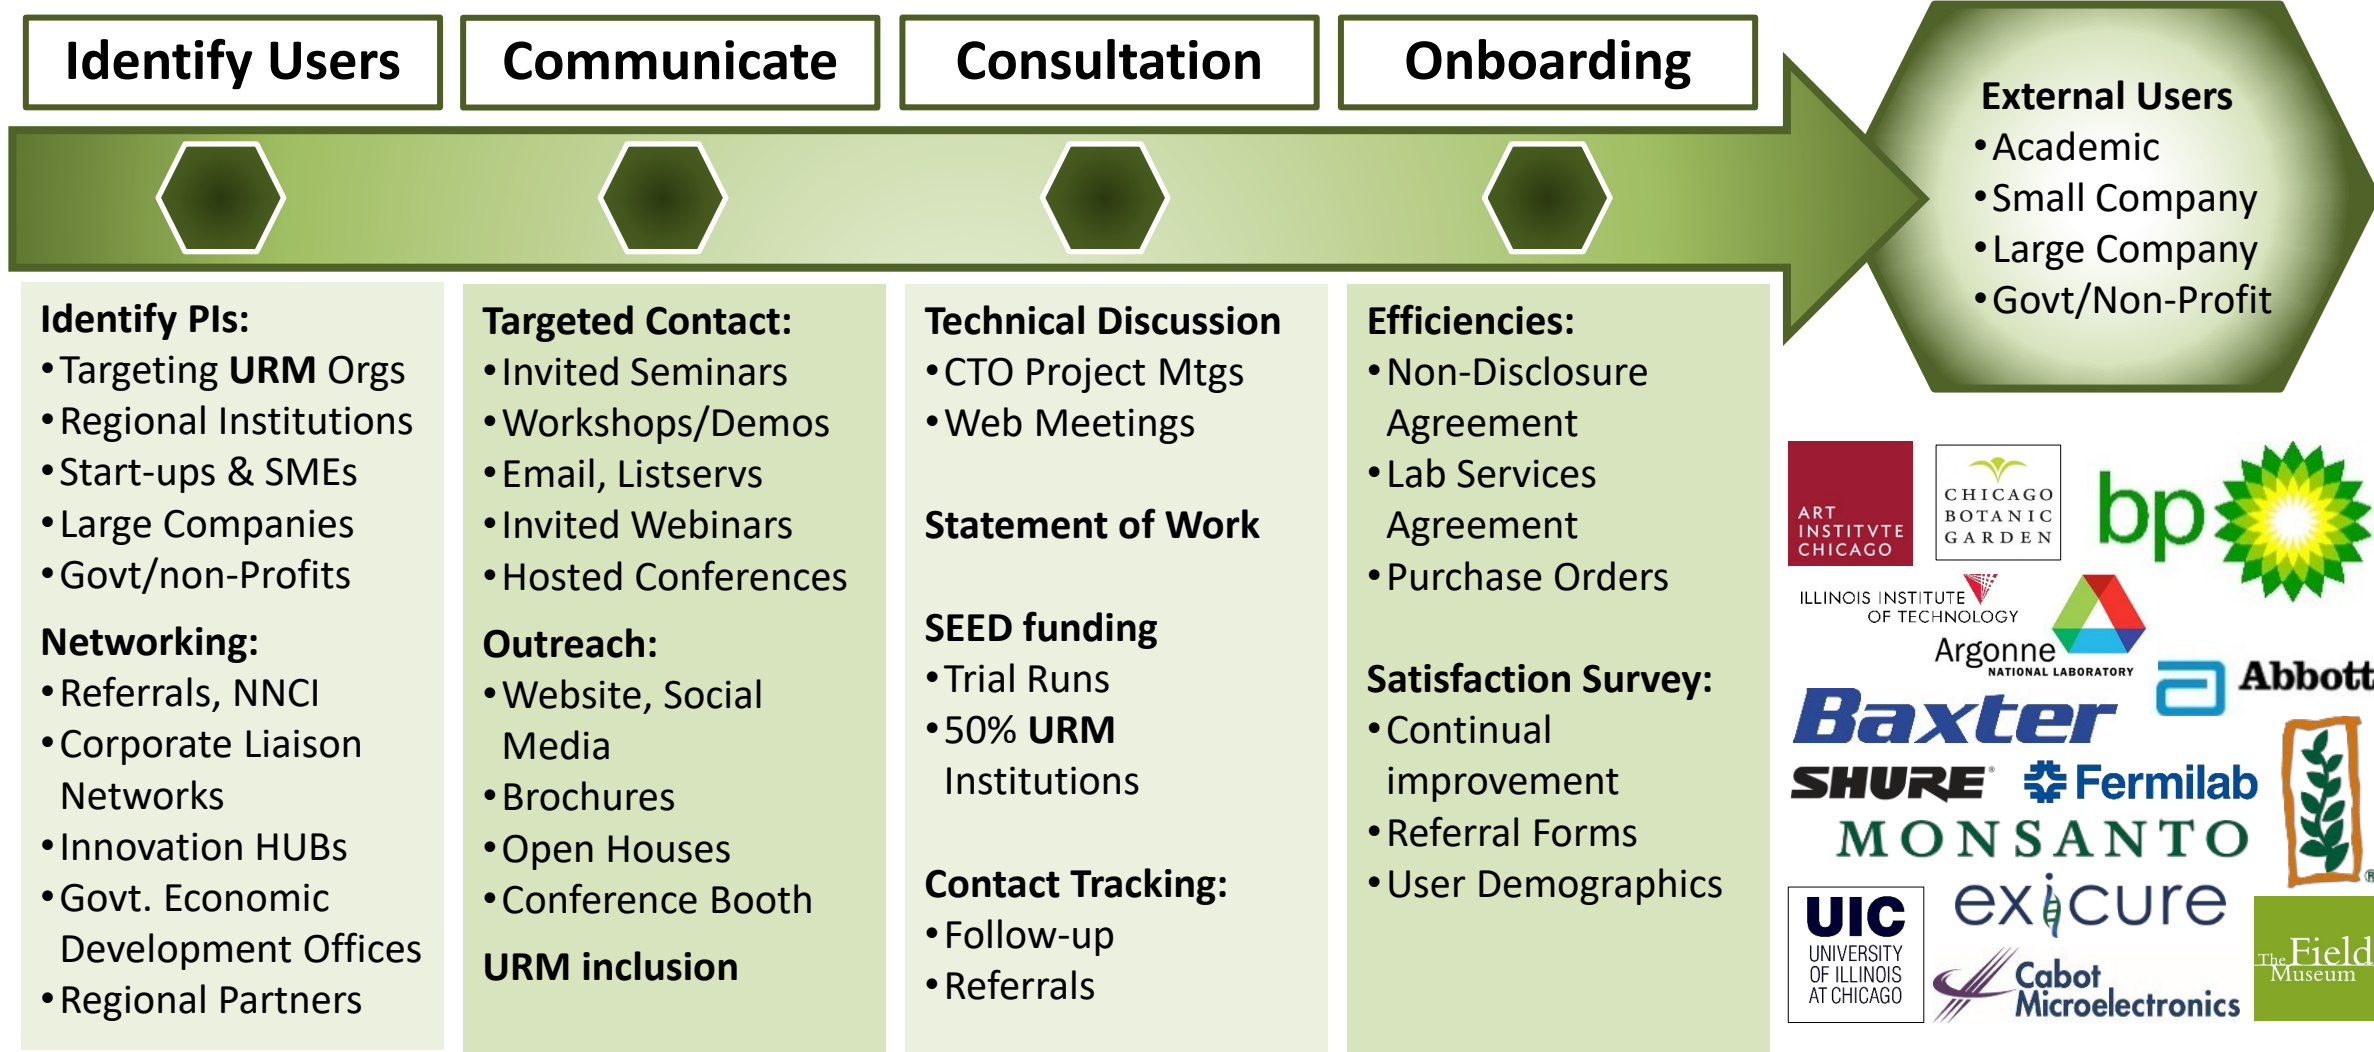 Identify Users
Communicate
Consultation
Onboarding
External Users
•Academic
•Small Company
•Large Company
•Govt/Non-Profit
Identify PIs:
•Targeting URM Orgs
•Regional Institutions
•Start-ups & SMEs
•Large Companies
•Govt/non-Profits
Networking:
•Referrals, NNCI
•Corporate Liaison
Networks
•Innovation HUBs
•Govt. Economic
Development Offices
•Regional Partners
Targeted Contact:
•Invited Seminars
•Workshops/Demos
•Email, Listservs
•Invited Webinars
•Hosted Conferences
Outreach:
•Website, Social
Media
•Brochures
•Open Houses
•Conference Booth
URM inclusion
Technical Discussion
•CTO Project Mtgs
•Web Meetings
Statement of Work
SEED funding
•Trial Runs
•50% URM
Institutions
Contact Tracking:
•Follow-up
•Referrals
Efficiencies:
•Non-Disclosure
Agreement
•Lab Services
Agreement
•Purchase Orders
Satisfaction Survey:
•Continual
improvement
•Referral Forms
•User Demographics
ART
INSTITVTE
CHICAGO
CHICAGO
BOTANIC
GARDEN
bp
ILLINOIS INSTITUTE
OF TECHNOLOGY
Argonne
NATIONAL LABORATORY
Abbott
Baxter
SHURE®
Fermilab
MONSANTO
®
exicure
UIC
UNIVERSITY
OF ILLINOIS
AT CHICAGO
Cabot
Microelectronics
The Field
Museum